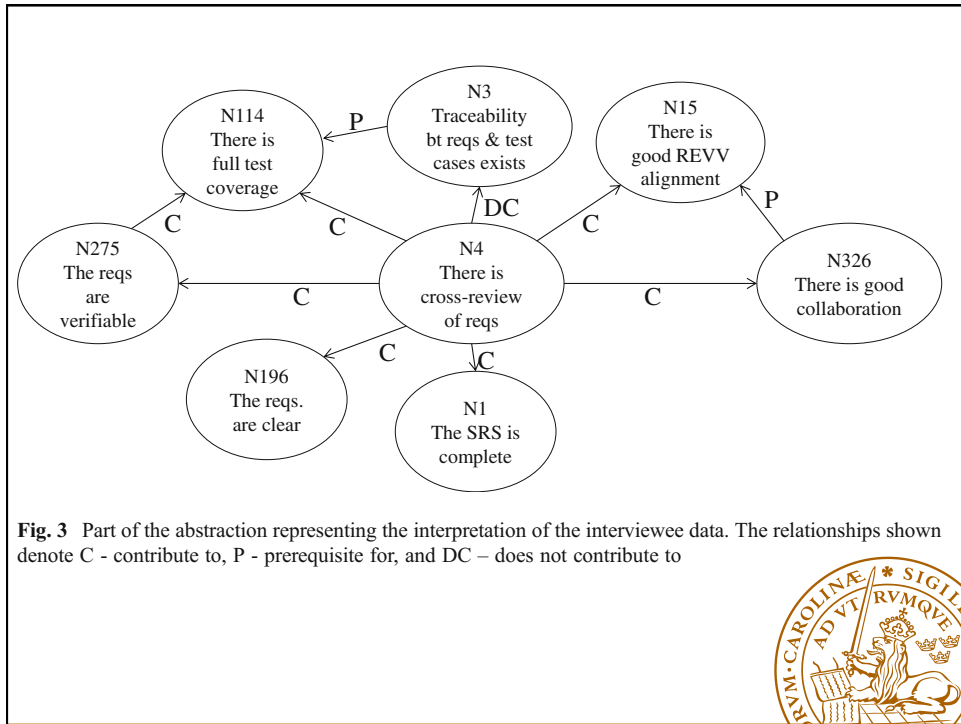 N114
There is
full test
coverage
P
N3
Traceability
bt reqs & test
cases exists
N15
There is
good REVV
alignment
C
C
DC
C
P
N275
The reqs
are
verifiable
C
N4
There is
cross-review
of reqs
C
N326
There is good
collaboration
C
C
N196
The reqs.
are clear
N1
The SRS is
complete
Fig. 3 Part of the abstraction representing the interpretation of the interviewee data. The relationships shown
denote C - contribute to, P - prerequisite for, and DC – does not contribute to
ORVM·CAROLINÆ * SIGIL
AD VT RVMQVE